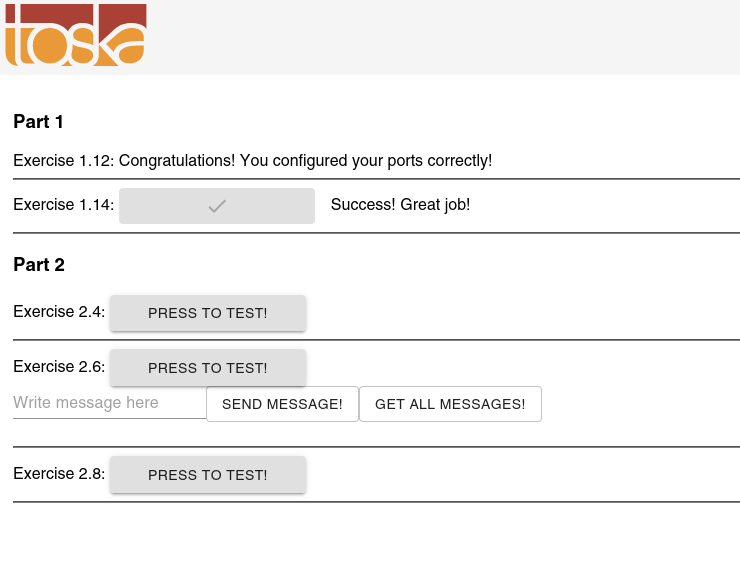 toska
Part 1
Exercise 1.12: Congratulations! You configured your ports correctly!
Exercise 1.14: Success! Great job!
Part 2
Exercise 2.4: PRESS TO TEST!
Exercise 2.6: PRESS TO TEST!
Write message here SEND MESSAGE! GET ALL MESSAGES!
Exercise 2.8: PRESS TO TEST!